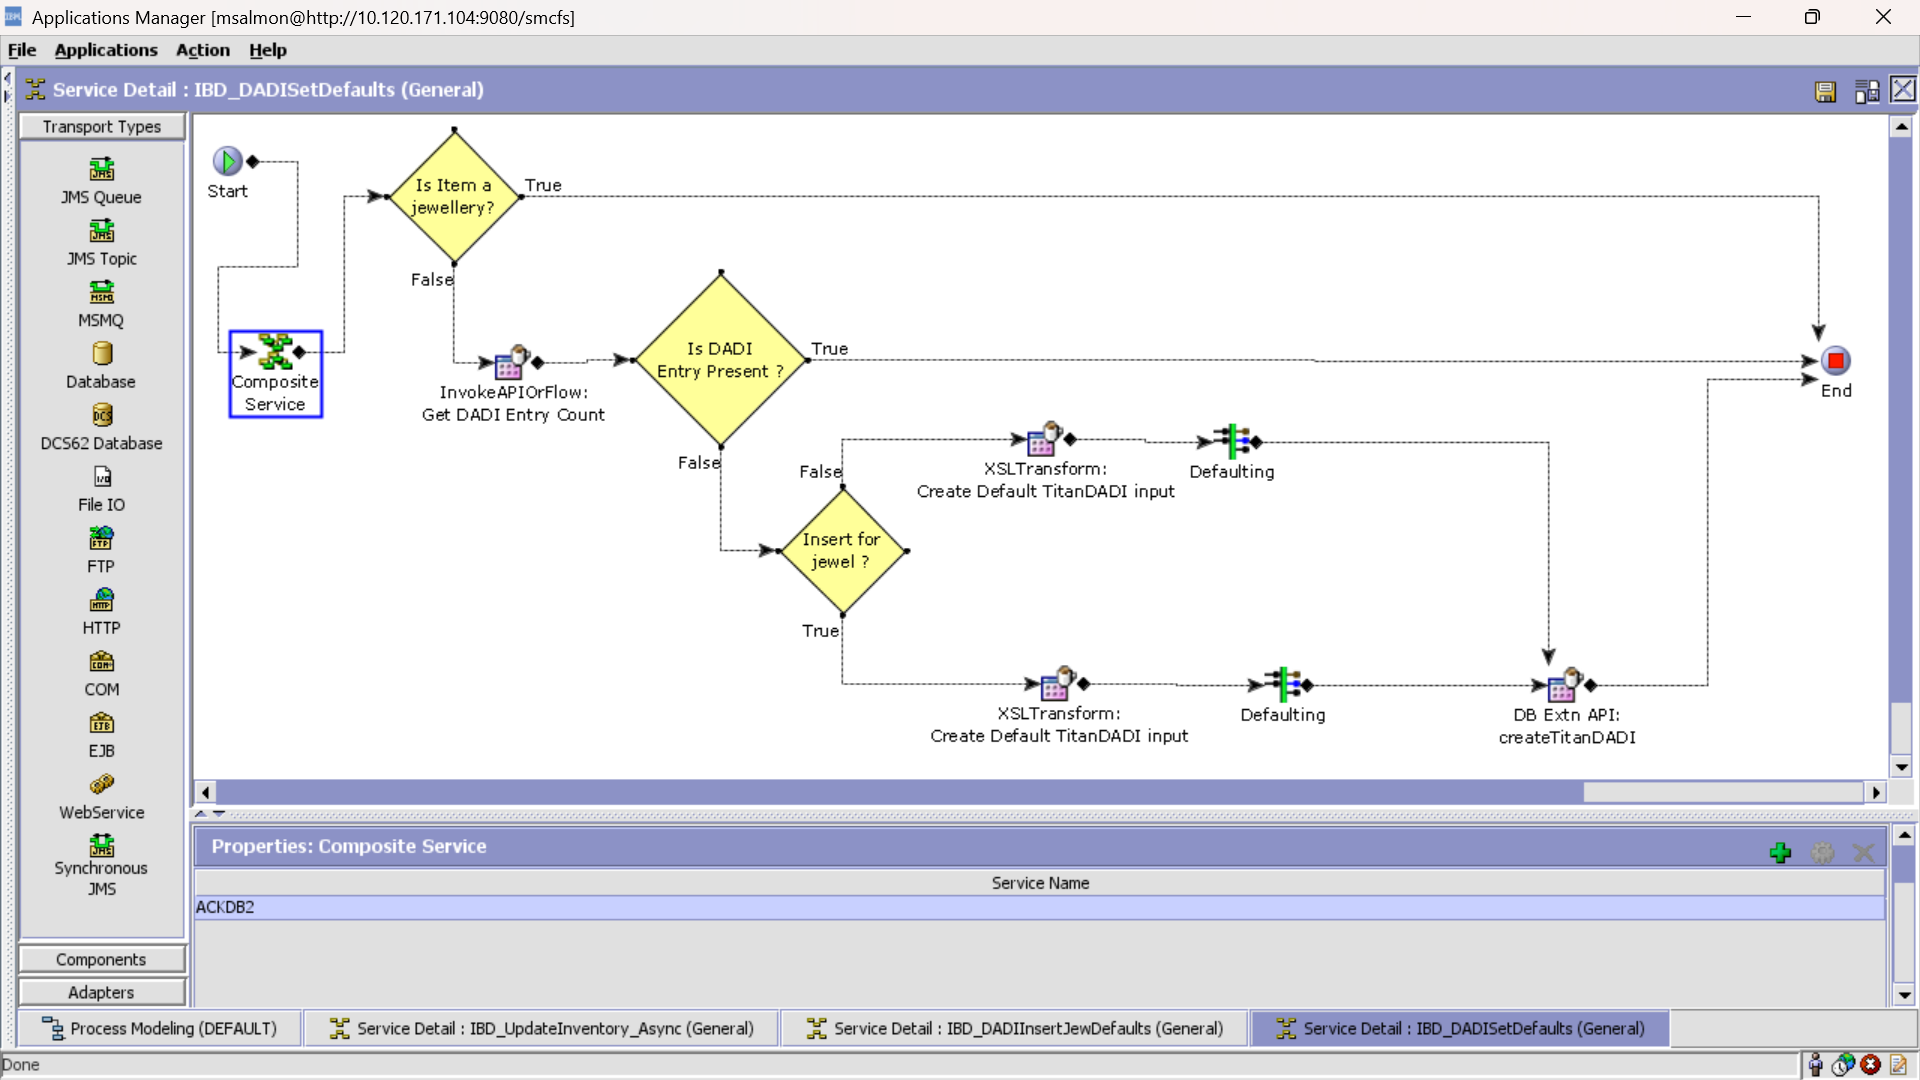 Applications Manager [msalmon@http://10.120.171.104:9080/smcfs]
File Applications Action Help
Service Detail : IBD_DADISetDefaults (General)
Transport Types
JMS Queue
JMS Topic
MSMQ
Database
DCS62 Database
File IO
FTP
HTTP
COM
EJB
WebService
Synchronous
JMS
Components
Adapters
Start
Is Item a
jewellery?
True
False
Composite
Service
InvokeAPIOrFlow:
Get DADI Entry Count
Is DADI
Entry Present ?
True
False
End
False
XSLTransform:
Create Default TitanDADI input
Defaulting
Insert for
jewel ?
True
XSLTransform:
Create Default TitanDADI input
Defaulting
DB Extn API:
createTitanDADI
Properties: Composite Service
Service Name
ACKDB2
Process Modeling (DEFAULT)
Service Detail : IBD_UpdateInventory_Async (General)
Service Detail : IBD_DADIInsertJewDefaults (General)
Service Detail : IBD_DADISetDefaults (General)
Done